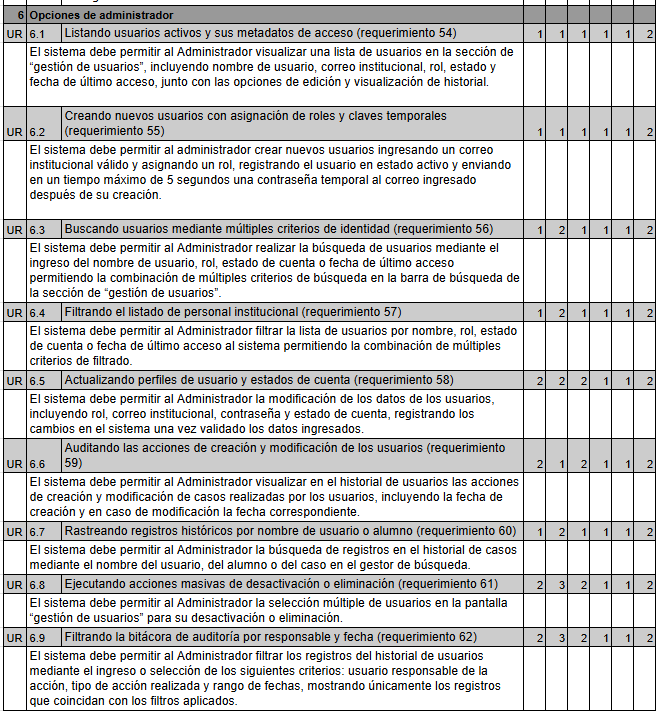 6 Opciones de administrador
UR 6.1 Listando usuarios activos y sus metadatos de acceso (requerimiento 54) 1 1 1 1 1 2
El sistema debe permitir al Administrador visualizar una lista de usuarios en la sección de
“gestión de usuarios”, incluyendo nombre de usuario, correo institucional, rol, estado y
fecha de último acceso, junto con las opciones de edición y visualización de historial.
Creando nuevos usuarios con asignación de roles y claves temporales
UR 6.2 (requerimiento 55) 1 1 1 1 1 2
El sistema debe permitir al administrador crear nuevos usuarios ingresando un correo
institucional válido y asignando un rol, registrando el usuario en estado activo y enviando
en un tiempo máximo de 5 segundos una contraseña temporal al correo ingresado
después de su creación.
UR 6.3 Buscando usuarios mediante múltiples criterios de identidad (requerimiento 56) 1 2 1 1 1 2
El sistema debe permitir al Administrador realizar la búsqueda de usuarios mediante el
ingreso del nombre de usuario, rol, estado de cuenta o fecha de último acceso
permitiendo la combinación de múltiples criterios de búsqueda en la barra de búsqueda de
la sección de “gestión de usuarios”.
UR 6.4 Filtrando el listado de personal institucional (requerimiento 57) 1 2 1 1 1 2
El sistema debe permitir al Administrador filtrar la lista de usuarios por nombre, rol, estado
de cuenta o fecha de último acceso al sistema permitiendo la combinación de múltiples
criterios de filtrado.
UR 6.5 Actualizando perfiles de usuario y estados de cuenta (requerimiento 58) 2 2 2 1 1 2
El sistema debe permitir al Administrador la modificación de los datos de los usuarios,
incluyendo rol, correo institucional, contraseña y estado de cuenta, registrando los
cambios en el sistema una vez validado los datos ingresados.
Auditando las acciones de creación y modificación de los usuarios (requerimiento
UR 6.6 59) 2 1 2 1 1 2
El sistema debe permitir al Administrador visualizar en el historial de usuarios las acciones
de creación y modificación de casos realizadas por los usuarios, incluyendo la fecha de
creación y en caso de modificación la fecha correspondiente.
UR 6.7 Rastreando registros históricos por nombre de usuario o alumno (requerimiento 60) 1 2 1 1 1 2
El sistema debe permitir al Administrador la búsqueda de registros en el historial de casos
mediante el nombre del usuario, del alumno o del caso en el gestor de búsqueda.
UR 6.8 Ejecutando acciones masivas de desactivación o eliminación (requerimiento 61) 2 3 2 1 1 2
El sistema debe permitir al Administrador la selección múltiple de usuarios en la pantalla
“gestión de usuarios” para su desactivación o eliminación.
UR 6.9 Filtrando la bitácora de auditoría por responsable y fecha (requerimiento 62) 2 3 2 1 1 2
El sistema debe permitir al Administrador filtrar los registros del historial de usuarios
mediante el ingreso o selección de los siguientes criterios: usuario responsable de la
acción, tipo de acción realizada y rango de fechas, mostrando únicamente los registros
que coincidan con los filtros aplicados.